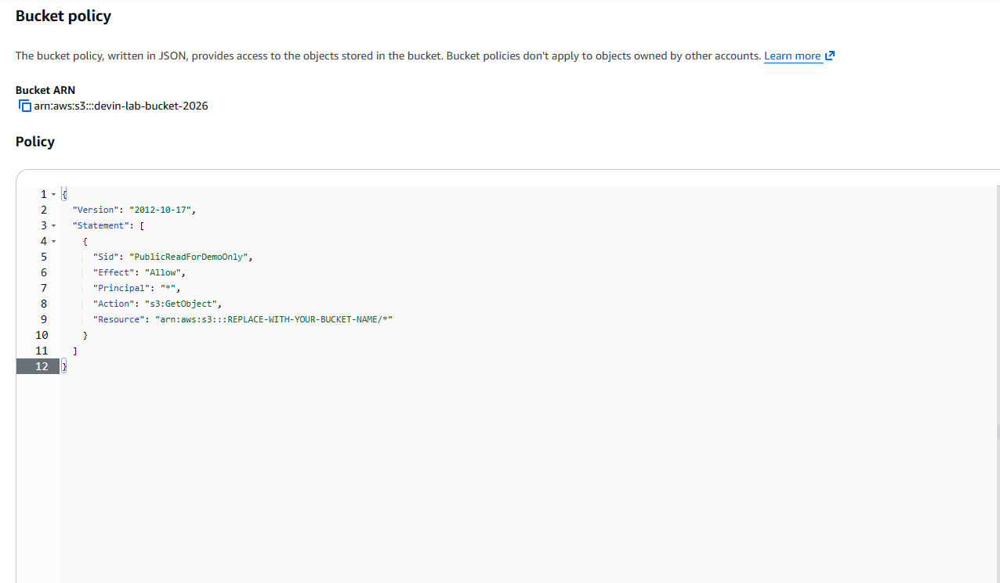 Bucket policy
The bucket policy, written in JSON, provides access to the objects stored in the bucket. Bucket policies don't apply to objects owned by other accounts. Learn more
Bucket ARN
arn:aws:s3:::devin-lab-bucket-2026
Policy
1 {
2 "Version": "2012-10-17",
3 "Statement": [
4 {
5 "Sid": "PublicReadForDemoOnly",
6 "Effect": "Allow",
7 "Principal": "*",
8 "Action": "s3:GetObject",
9 "Resource": "arn:aws:s3:::REPLACE-WITH-YOUR-BUCKET-NAME/*"
10 }
11 ]
12 }